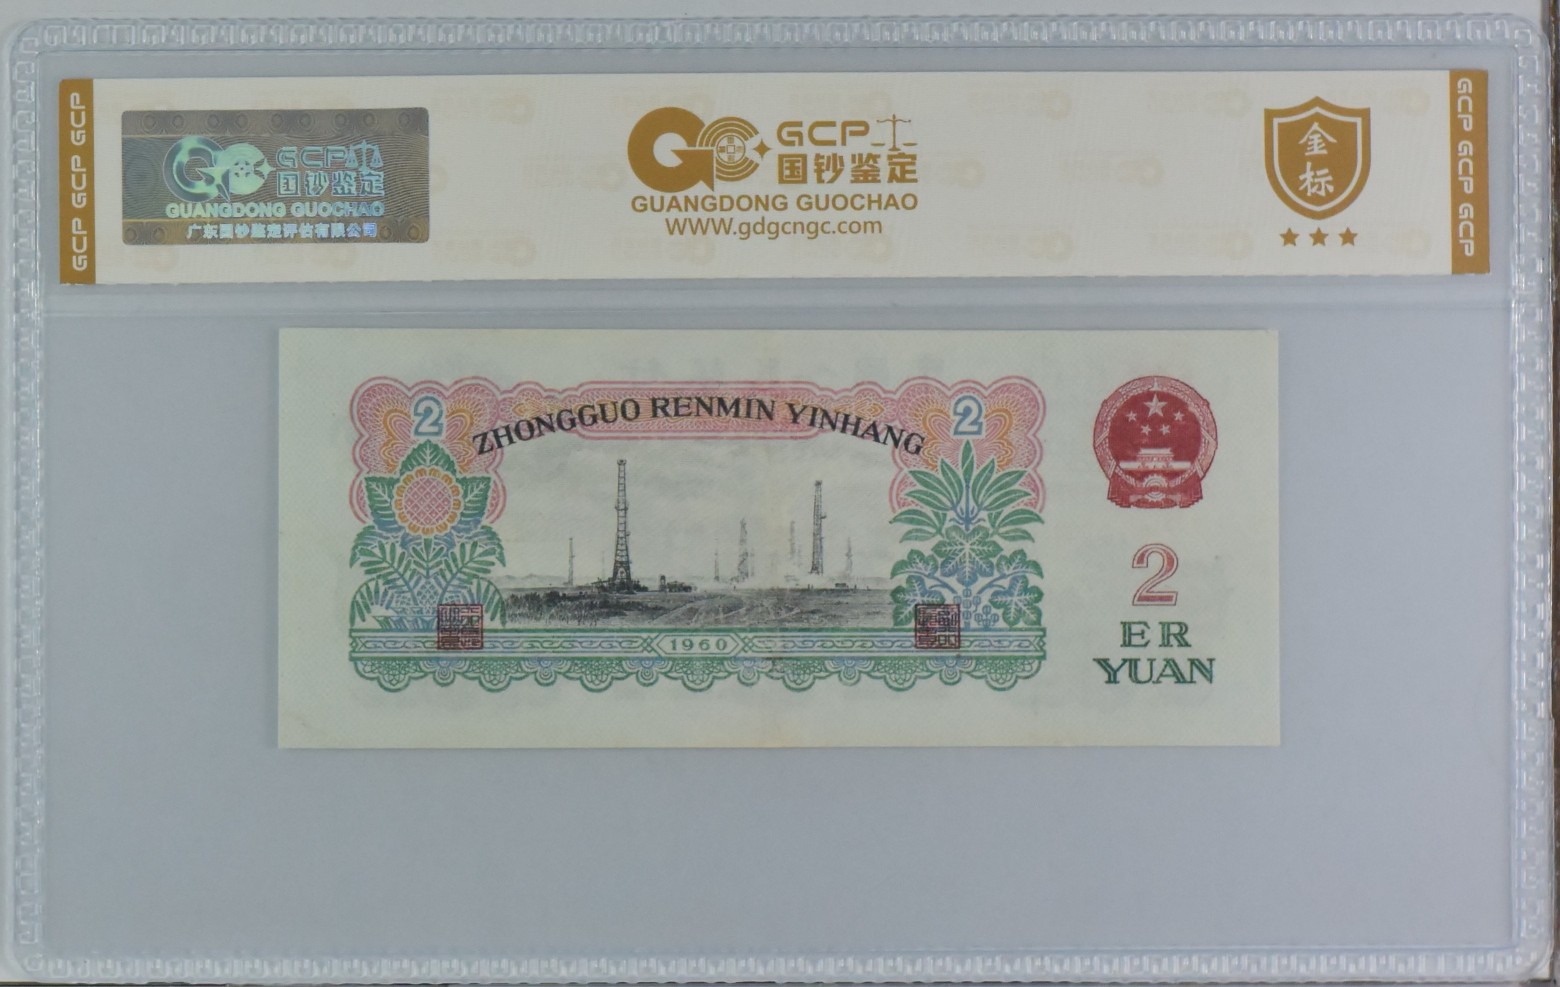 GCP GCP GCP
GCP
国钞鉴定
GUANGDONG GUOCHAO
广东国钞鉴定评估有限公司
GCP
国钞鉴定
GUANGDONG GUOCHAO
WWW.gdgcngc.com
金
标
GCP GCP GCP
2
2
ZHONGGUO RENMIN YINHANG
1960
2
ER
YUAN